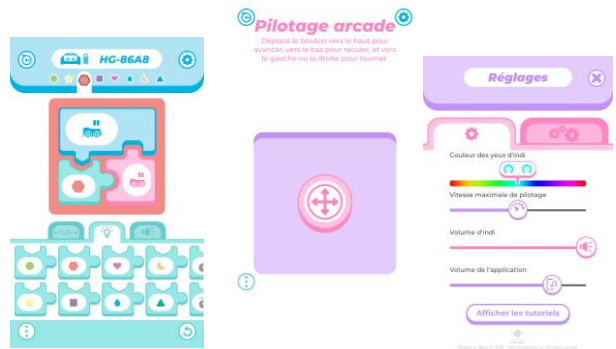 HG-86A8
Pilotage arcade
Déplace le bouton vers le haut pour
avancer, vers le bas pour reculer, et vers
la gauche ou la droite pour tourner.
Réglages
Couleur des yeux d'indi
Vitesse maximale de pilotage
Volume d'indi
Volume de l'application
Afficher les tutoriels